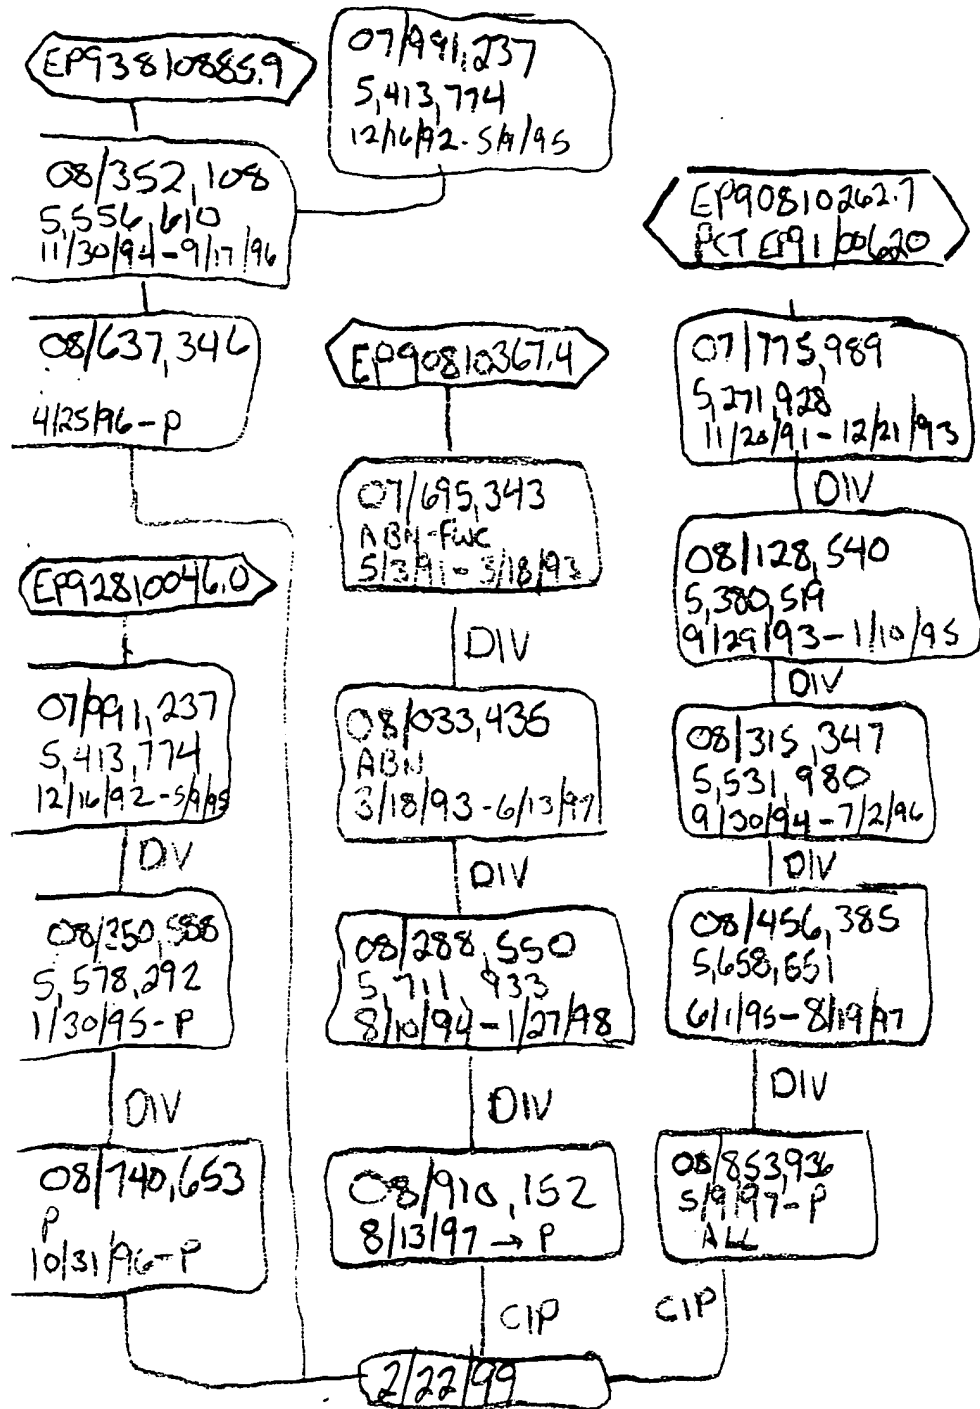 EP93810885.9
07/991,237
5,413,774
12/16/92-5/9/95
08/352,108
5,556,610
11/30/94-9/17/96
08/637,346
4/25/96-P
EP92810046.0
07/991,237
5,413,774
12/16/92-5/9/95
DIV
08/350,588
5,578,292
1/30/95-P
DIV
08/740,653
P
10/31/96-P
EP90810367.4
07/695,343
ABN-FWC
5/3/91-3/18/93
DIV
08/033,435
ABN
3/18/93-6/13/97
DIV
08/288,550
5,711,933
8/10/94-1/27/98
DIV
08/910,152
8/13/97→P
CIP
EP90810262.7
PCT EP91/00620
07/775,989
5,271,928
11/20/91-12/21/93
DIV
08/128,540
5,380,519
9/29/93-1/10/95
DIV
08/315,347
5,531,980
9/30/94-7/2/96
DIV
08/456,385
5,658,551
6/1/95-8/19/97
DIV
08/853,936
5/9/97-P
ALL
CIP
2/22/99